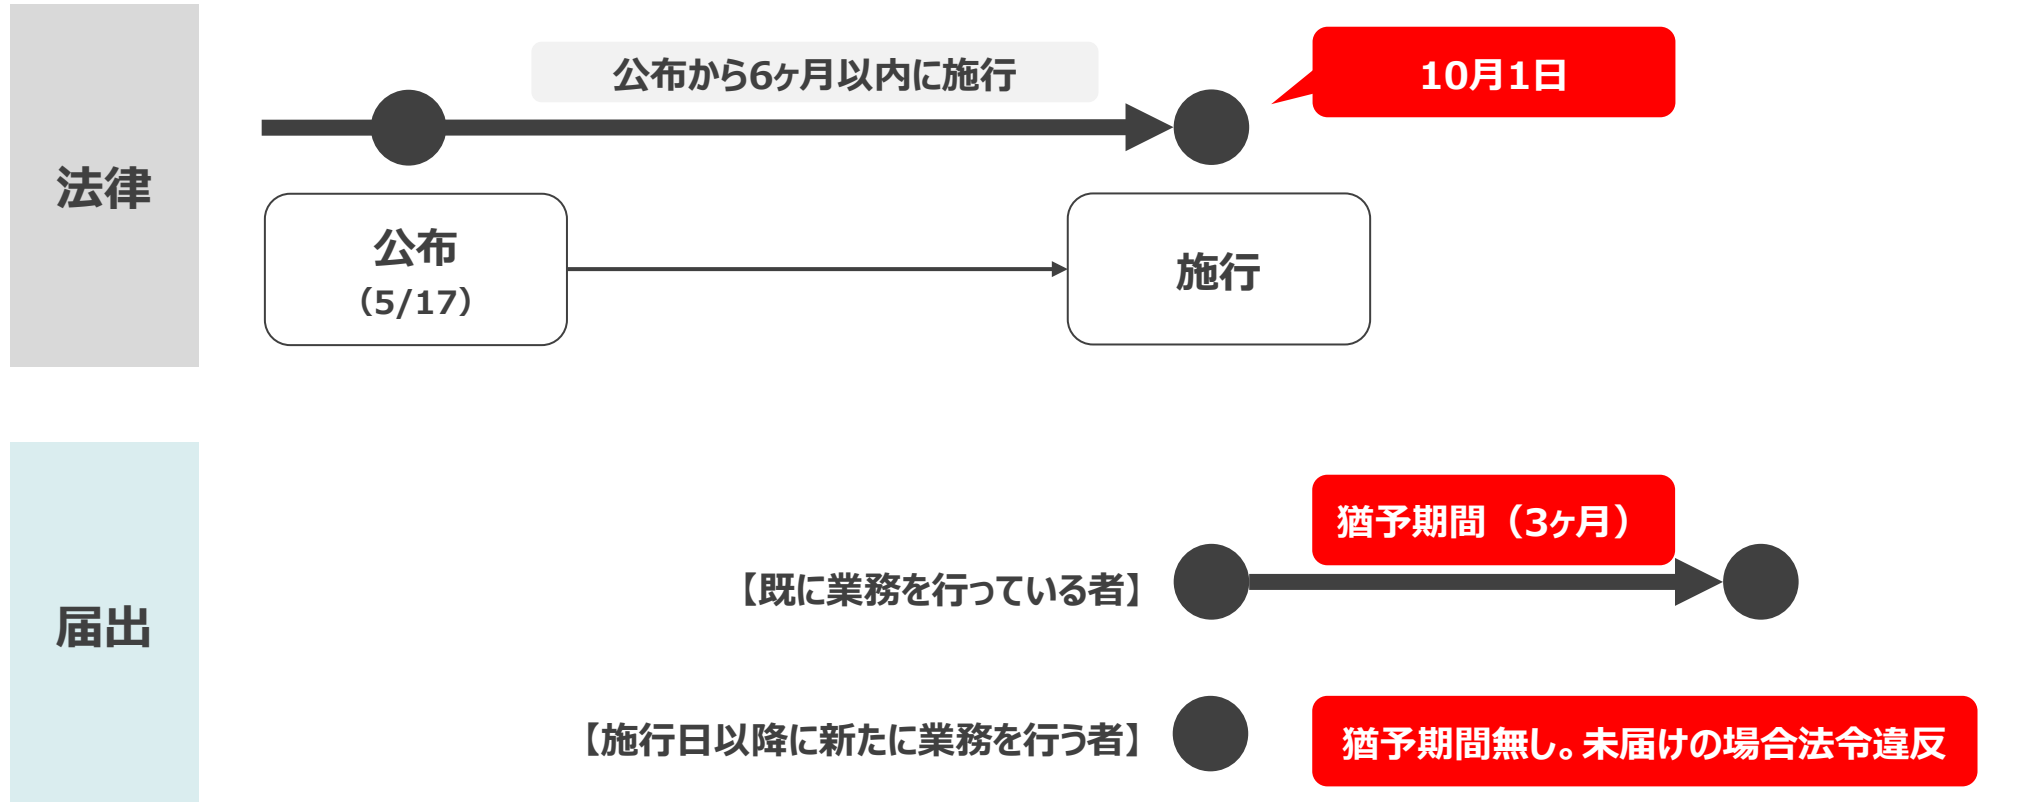 法律
公布から6ヶ月以内に施行
10月1日
公布
（5/17）
施行
届出
【既に業務を行っている者】
猶予期間（3ヶ月）
【施行日以降に新たに業務を行う者】
猶予期間無し。未届けの場合法令違反